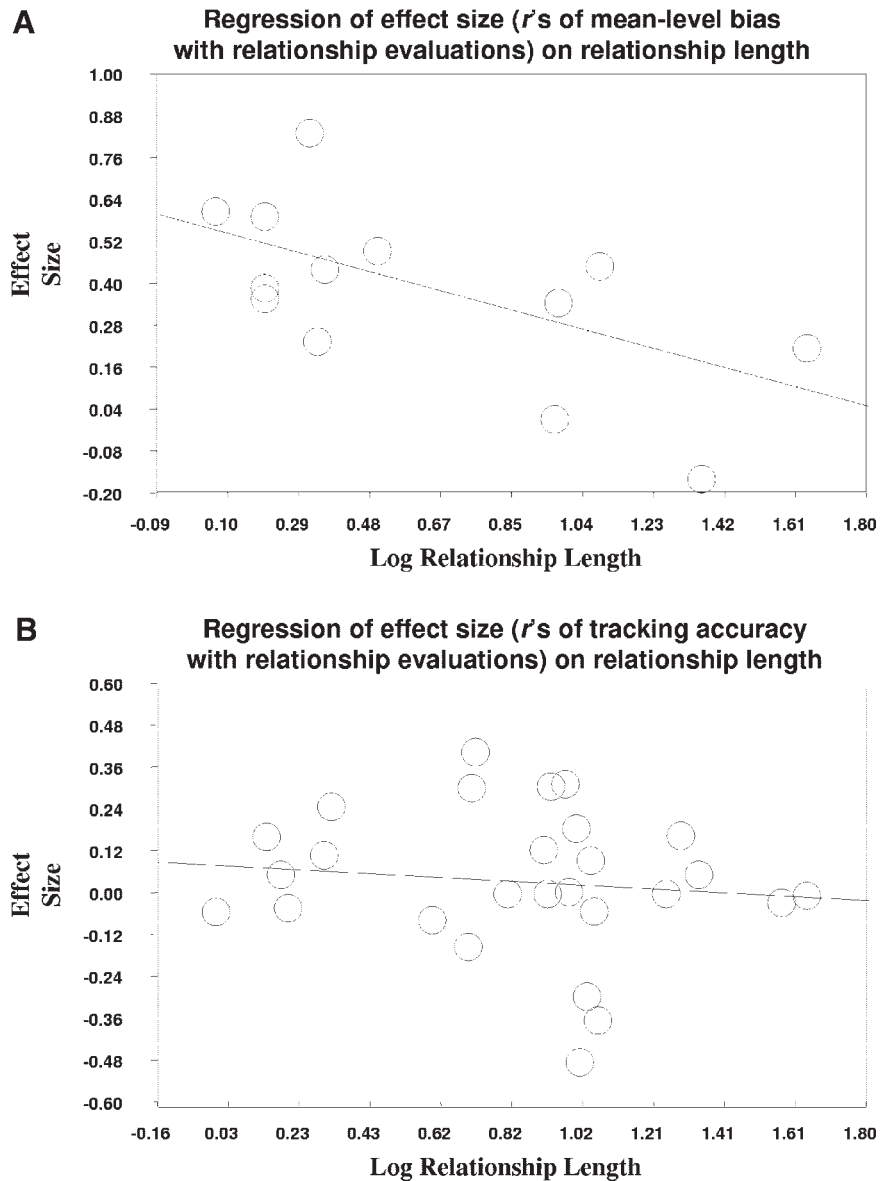 A
Regression of effect size (r's of mean-level bias
with relationship evaluations) on relationship length
1.00
0.88
0.76
0.64
0.52
0.40
0.28
0.16
0.04
-0.08
-0.20
Effect
Size
-0.09 0.10 0.29 0.48 0.67 0.85 1.04 1.23 1.42 1.61 1.80
Log Relationship Length
B
Regression of effect size (r's of tracking accuracy
with relationship evaluations) on relationship length
0.60
0.48
0.36
0.24
0.12
0.00
-0.12
-0.24
-0.36
-0.48
-0.60
Effect
Size
-0.16 0.03 0.23 0.43 0.62 0.82 1.02 1.21 1.41 1.61 1.80
Log Relationship Length